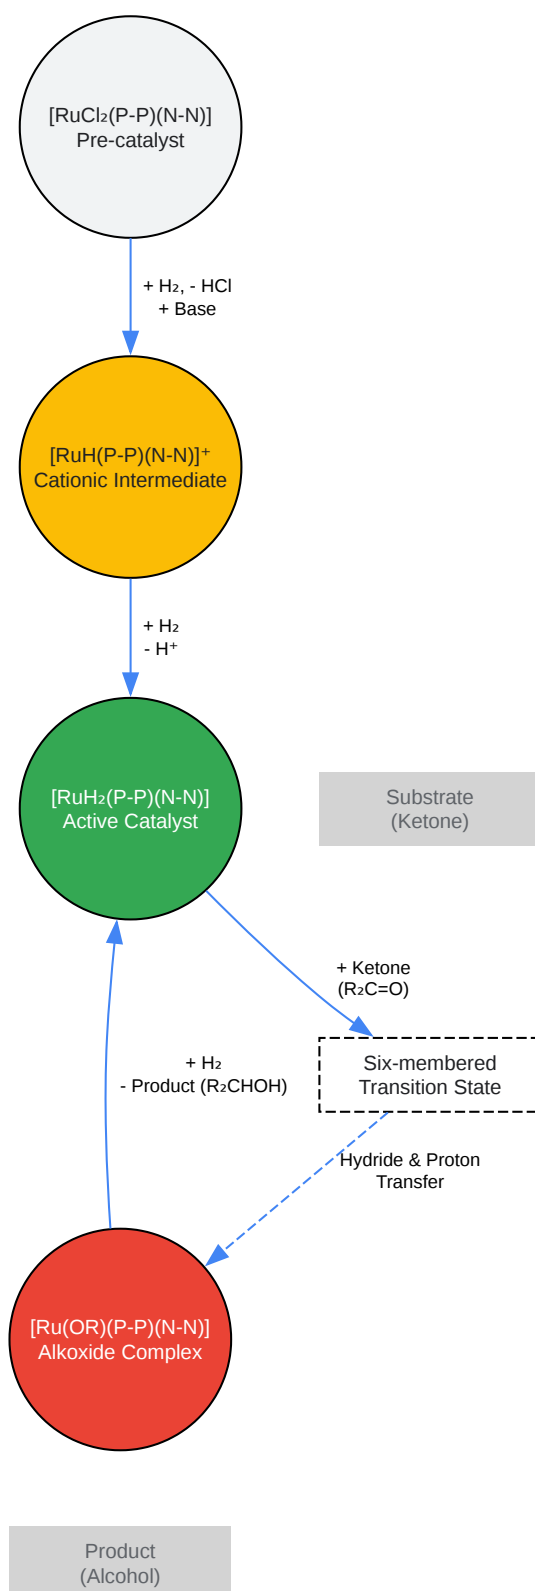 [RuCl₂(P-P)(N-N)]
Pre-catalyst
+ H₂, - HCl
+ Base
[RuH(P-P)(N-N)]⁺
Cationic Intermediate
+ H₂
- H⁺
[RuH₂(P-P)(N-N)]
Active Catalyst
Substrate
(Ketone)
+ Ketone
(R₂C=O)
Six-membered
Transition State
+ H₂
- Product (R₂CHOH)
Hydride & Proton
Transfer
[Ru(OR)(P-P)(N-N)]
Alkoxide Complex
Product
(Alcohol)